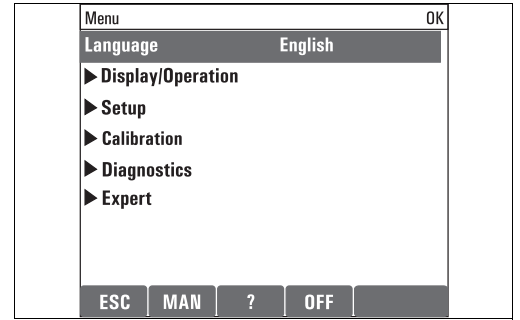 Menu OK
Language English
▶ Display/Operation
▶ Setup
▶ Calibration
▶ Diagnostics
▶ Expert
ESC MAN ? OFF